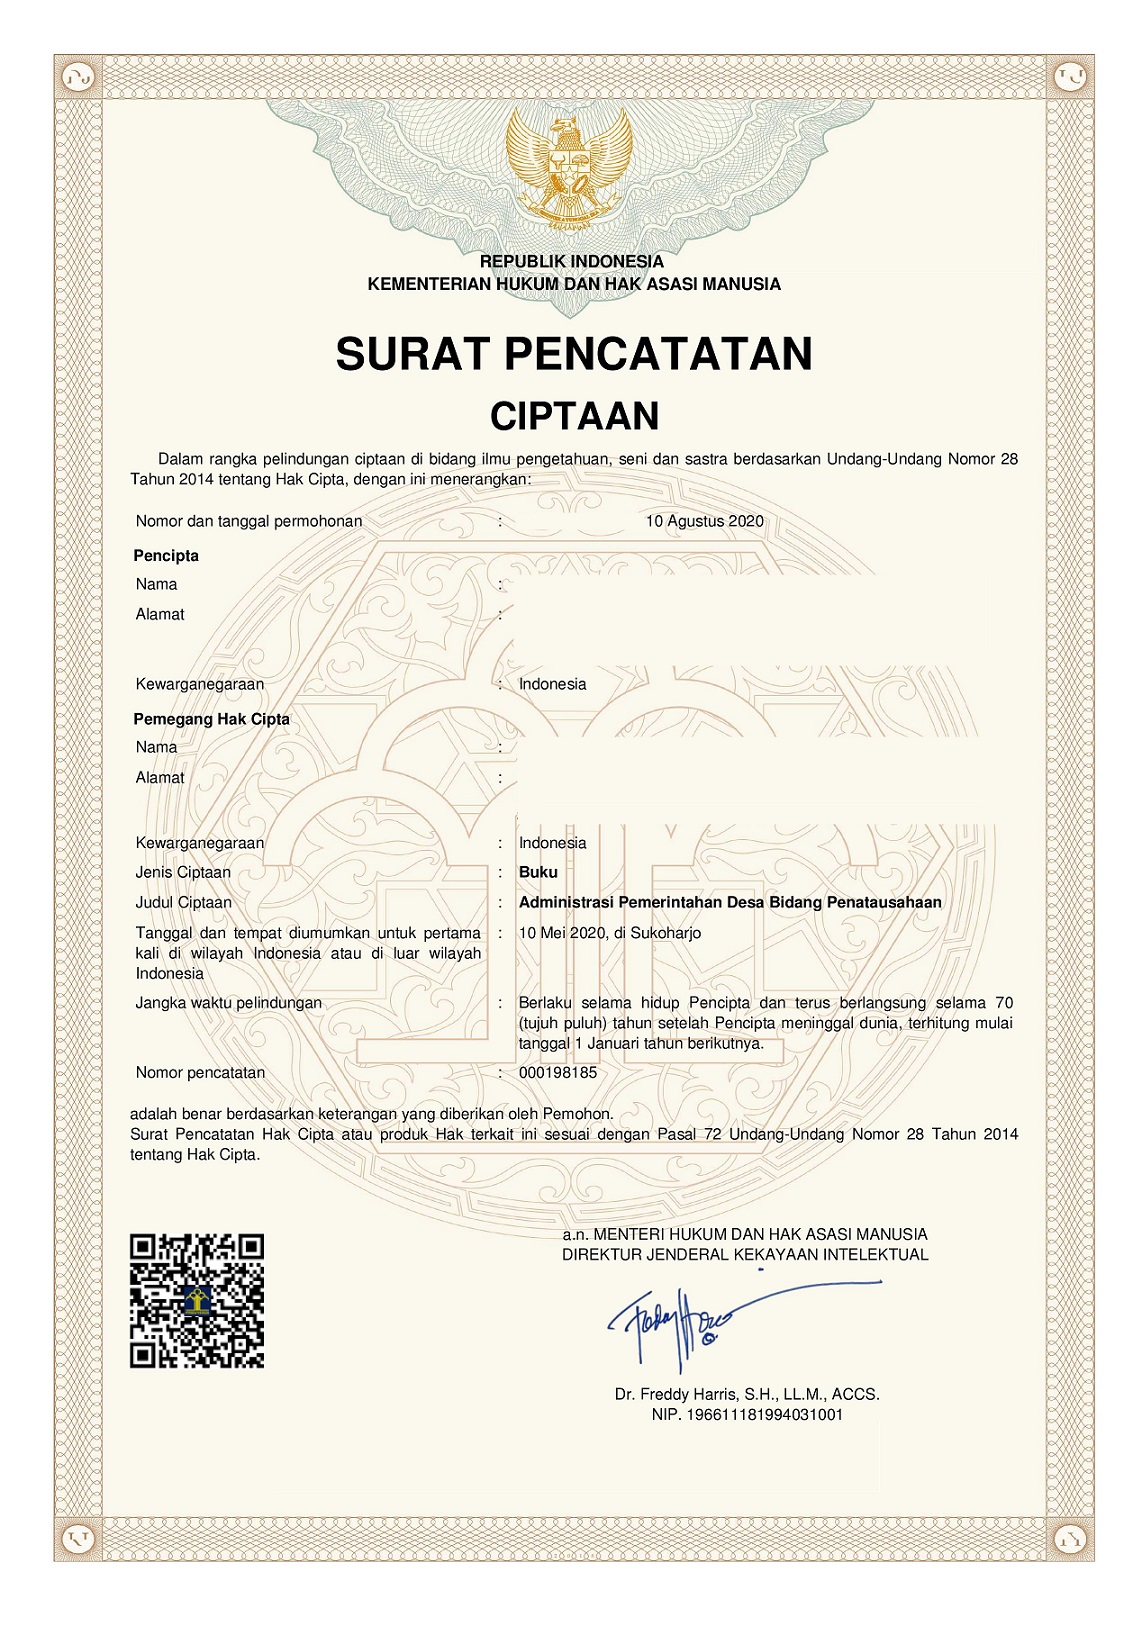 REPUBLIK INDONESIA
KEMENTERIAN HUKUM DAN HAK ASASI MANUSIA
SURAT PENCATATAN
CIPTAAN
Dalam rangka pelindungan ciptaan di bidang ilmu pengetahuan, seni dan sastra berdasarkan Undang-Undang Nomor 28
Tahun 2014 tentang Hak Cipta, dengan ini menerangkan:
Nomor dan tanggal permohonan : 10 Agustus 2020
Pencipta
Nama :
Alamat :
Kewarganegaraan : Indonesia
Pemegang Hak Cipta
Nama :
Alamat :
Kewarganegaraan : Indonesia
Jenis Ciptaan : Buku
Judul Ciptaan : Administrasi Pemerintahan Desa Bidang Penatausahaan
Tanggal dan tempat diumumkan untuk pertama : 10 Mei 2020, di Sukoharjo
kali di wilayah Indonesia atau di luar wilayah
Indonesia
Jangka waktu pelindungan : Berlaku selama hidup Pencipta dan terus berlangsung selama 70
(tujuh puluh) tahun setelah Pencipta meninggal dunia, terhitung mulai
tanggal 1 Januari tahun berikutnya.
Nomor pencatatan : 000198185
adalah benar berdasarkan keterangan yang diberikan oleh Pemohon.
Surat Pencatatan Hak Cipta atau produk Hak terkait ini sesuai dengan Pasal 72 Undang-Undang Nomor 28 Tahun 2014
tentang Hak Cipta.
a.n. MENTERI HUKUM DAN HAK ASASI MANUSIA
DIREKTUR JENDERAL KEKAYAAN INTELEKTUAL
Dr. Freddy Harris, S.H., LL.M., ACCS.
NIP. 196611181994031001